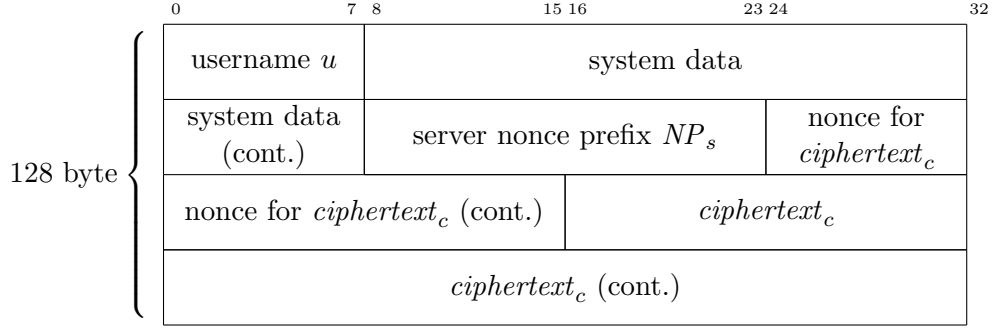 0 7 8 15 16 23 24 32
username u system data
system data
(cont.)
server nonce prefix NPₛ
nonce for
ciphertext_c
128 byte
nonce for ciphertext_c (cont.) ciphertext_c
ciphertext_c (cont.)